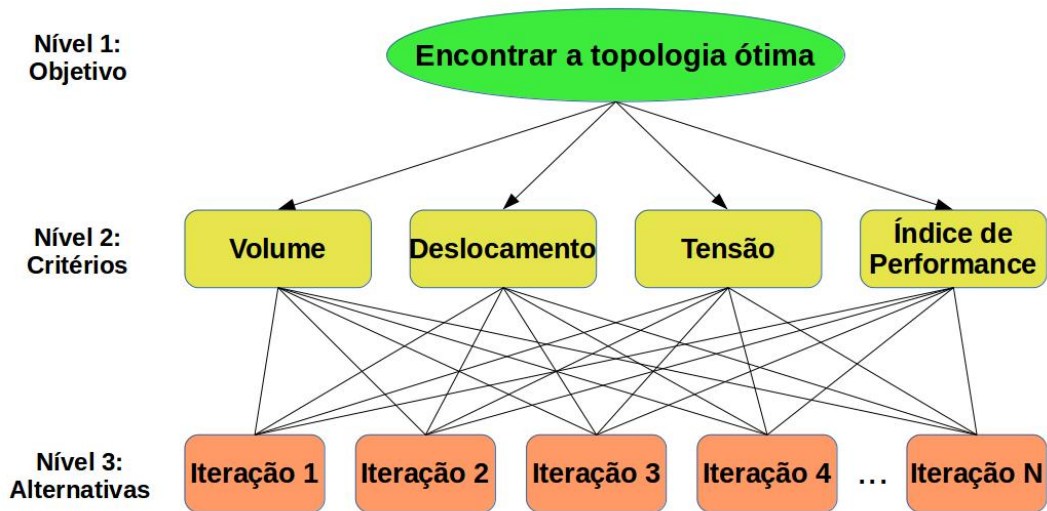 Nível 1:
Objetivo
Encontrar a topologia ótima
Nível 2:
Critérios
Volume
Deslocamento
Tensão
Índice de
Performance
Nível 3:
Alternativas
Iteração 1
Iteração 2
Iteração 3
Iteração 4
...
Iteração N